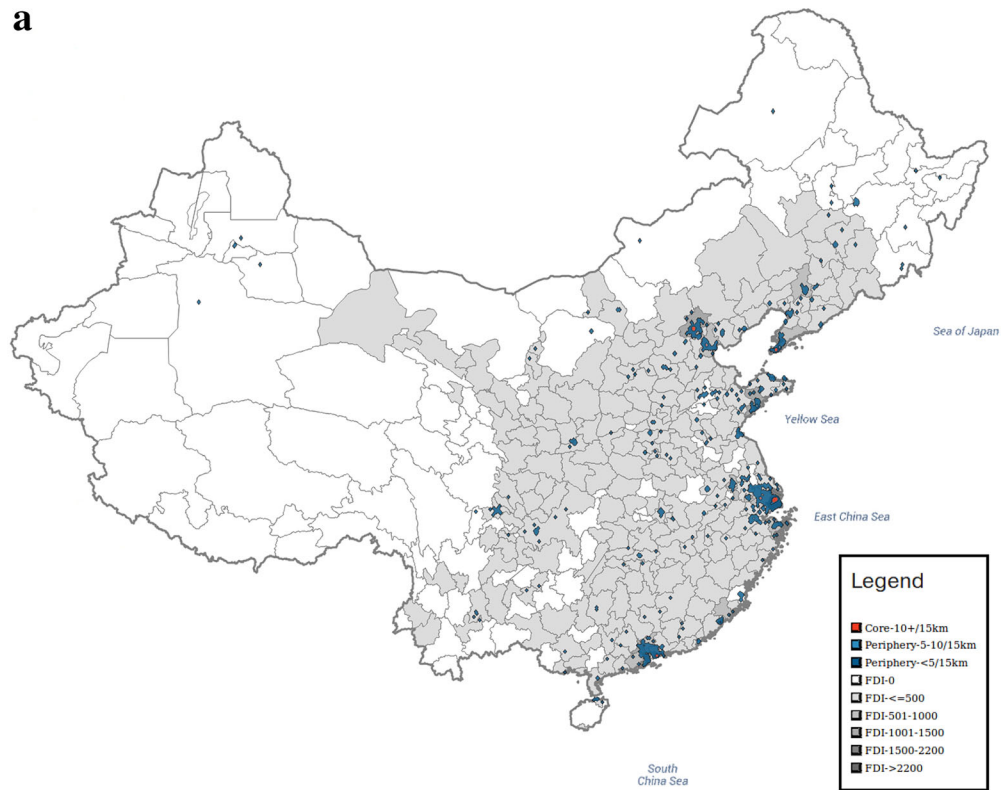 a
Sea of Japan
Yellow Sea
East China Sea
Legend
Core-10+/15km
Periphery-5-10/15km
Periphery-<5/15km
FDI-0
FDI-<=500
FDI-501-1000
FDI-1001-1500
FDI-1500-2200
FDI->2200
South
China Sea